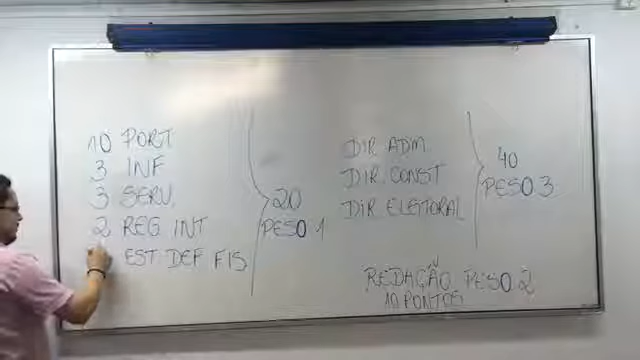 10 PORT
3 INF
3 SERV.
2 REG INT
EST DEF FIS
20
PESO 1
DIR. ADM.
DIR. CONST
DIR. ELEITORAL
40
PESO 3
REDAÇÃO PESO 2
10 PONTOS